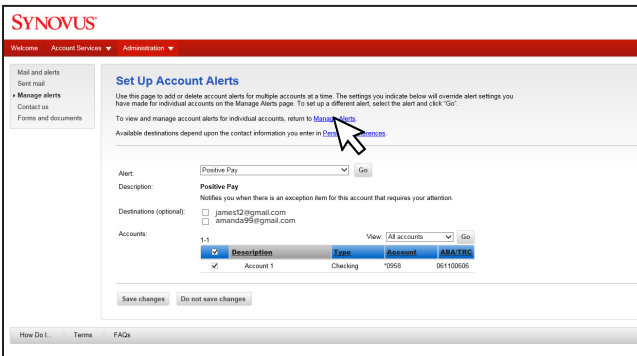 SYNOVUS®
Welcome Account Services ▼ Administration ▼
Mail and alerts
Sent mail
Manage alerts
Contact us
Forms and documents
Set Up Account Alerts
Use this page to add or delete account alerts for multiple accounts at a time. The settings you indicate below will override alert settings you
have made for individual accounts on the Manage Alerts page. To set up a different alert, select the alert and click "Go".
To view and manage account alerts for individual accounts, return to Manage Alerts.
Available destinations depend upon the contact information you enter in
Alert: Positive Pay Go
Description: Positive Pay
Notifies you when there is an exception item for this account that requires your attention.
Destinations (optional): james12@gmail.com
amanda99@gmail.com
Accounts:
1-1 View: All accounts Go
Description Type Account ABA/TRC
Account 1 Checking *0958 061100606
Save changes Do not save changes
How Do I... Terms FAQs